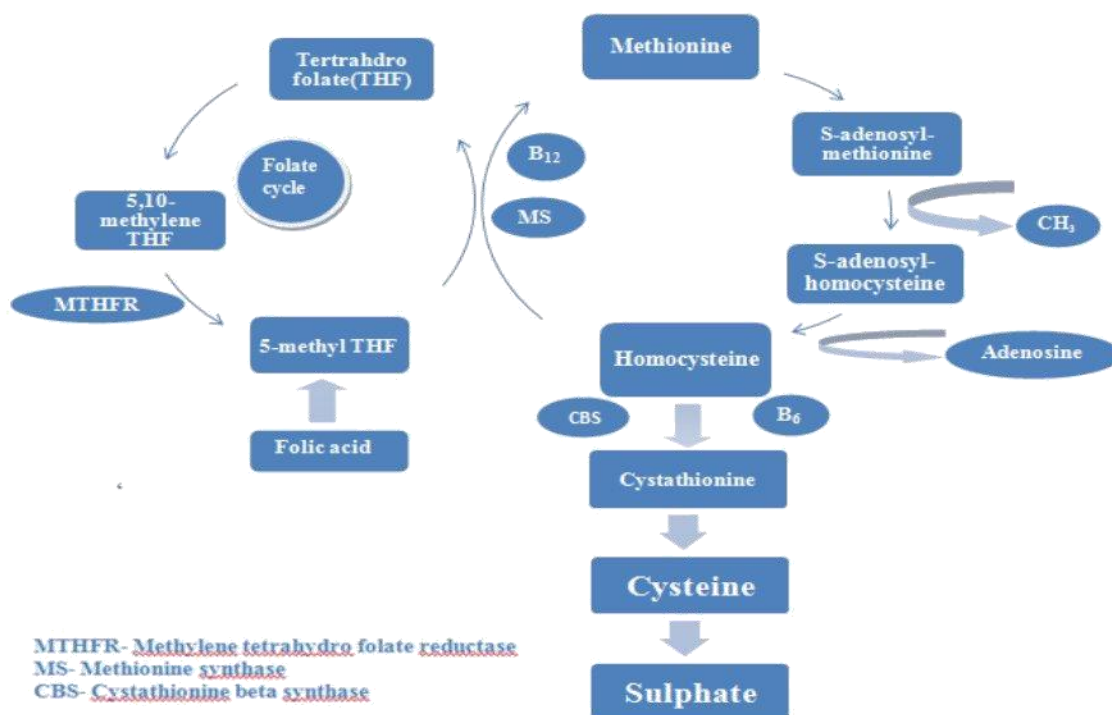 Methionine
Tertrahdro
folate(THF)
S-adenosyl-
methionine
B12
Folate
cycle
5,10-
methylene
THF
MS
CH3
S-adenosyl-
homocysteine
MTHFR
5-methyl THF
Homocysteine
Adenosine
CBS
B6
Folic acid
Cystathionine
Cysteine
MTHFR- Methylene tetrahydro folate reductase
MS- Methionine synthase
CBS- Cystathionine beta synthase
Sulphate